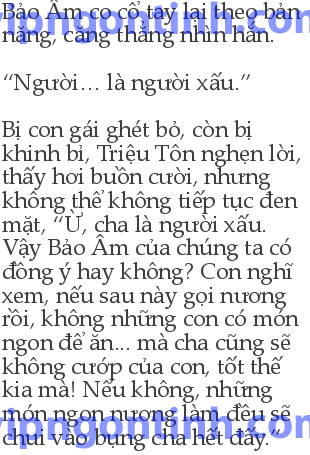 Bảo Âm co cổ tay lại theo bản
năng, căng thẳng nhìn hắn.
“Người... là người xấu.”
Bị con gái ghét bỏ, còn bị
khinh bỉ, Triệu Tôn nghẹn lời,
thấy hơi buồn cười, nhưng
không thể không tiếp tục đen
mặt, “Ừ, cha là người xấu.
Vậy Bảo Âm của chúng ta có
đồng ý hay không? Con nghĩ
xem, nếu sau này gọi nương
rồi, không những con có món
ngon để ăn... mà cha cũng sẽ
không cướp của con, tốt thế
kia mà! Nếu không, những
món ngon nương làm đều sẽ
chui vào bụng cha hết đấy.”
vipngontinh.com
vipngontinh.com